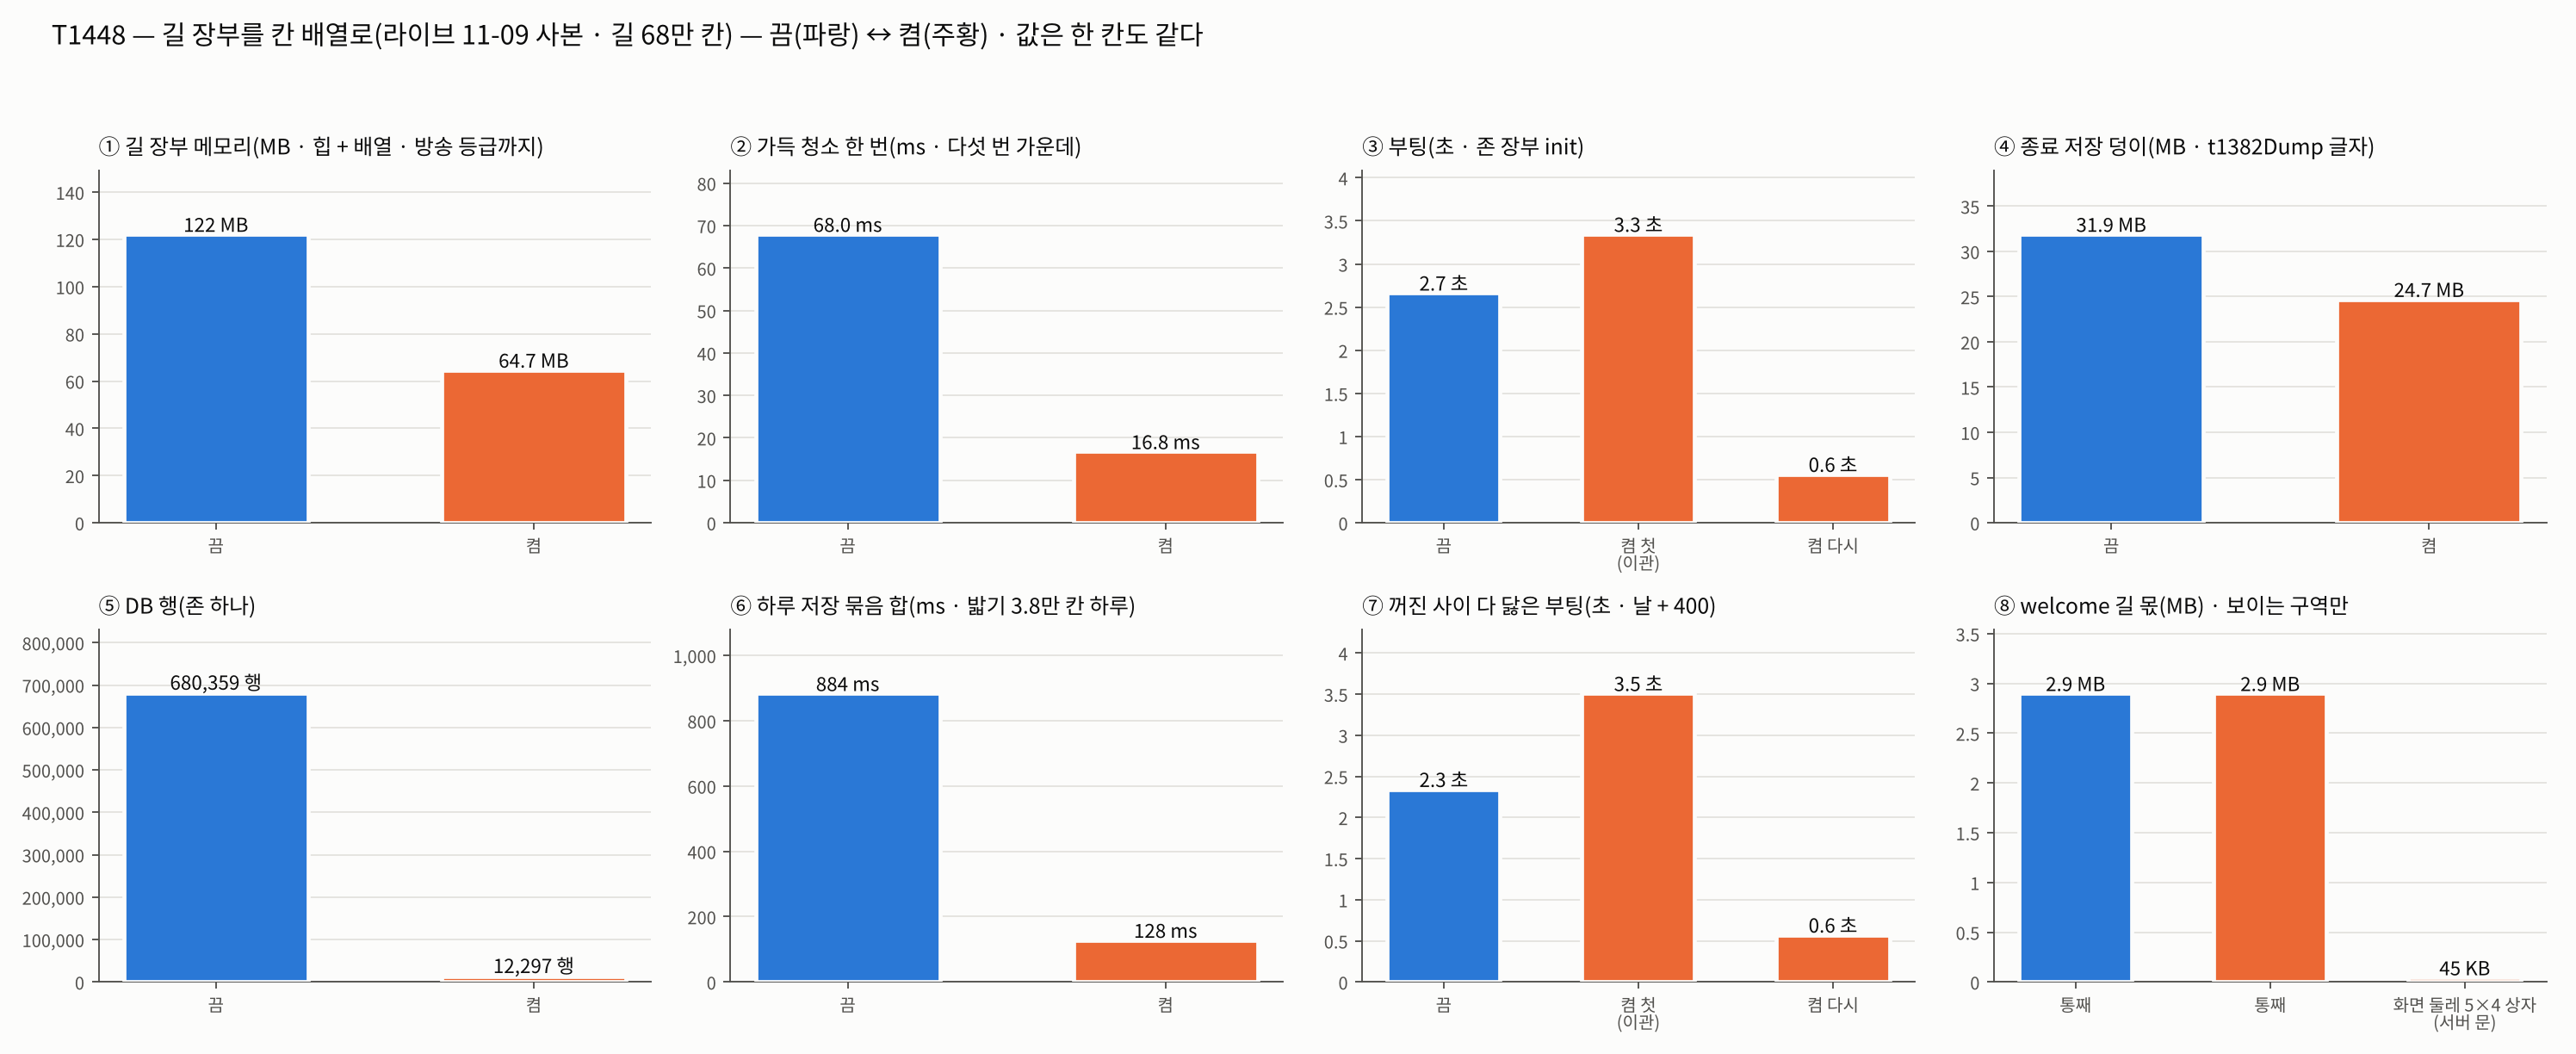 T1448 — 길 장부를 칸 배열로(라이브 11-09 사본 · 길 68만 칸) — 끔(파랑) ↔ 켬(주황) · 값은 한 칸도 같다
① 길 장부 메모리(MB · 힙 + 배열 · 방송 등급까지)
140
120
100
80
60
40
20
0
122 MB
64.7 MB
끔
켬
② 가득 청소 한 번(ms · 다섯 번 가운데)
80
70
60
50
40
30
20
10
0
68.0 ms
16.8 ms
끔
켬
③ 부팅(초 · 존 장부 init)
4
3.5
3
2.5
2
1.5
1
0.5
0
2.7 초
3.3 초
0.6 초
끔
켬 첫
(이관)
켬 다시
④ 종료 저장 덩이(MB · t1382Dump 글자)
35
30
25
20
15
10
5
0
31.9 MB
24.7 MB
끔
켬
⑤ DB 행(존 하나)
800,000
700,000
600,000
500,000
400,000
300,000
200,000
100,000
0
680,359 행
12,297 행
끔
켬
⑥ 하루 저장 묶음 합(ms · 밟기 3.8만 칸 하루)
1,000
800
600
400
200
0
884 ms
128 ms
끔
켬
⑦ 꺼진 사이 다 닳은 부팅(초 · 날 + 400)
4
3.5
3
2.5
2
1.5
1
0.5
0
2.3 초
3.5 초
0.6 초
끔
켬 첫
(이관)
켬 다시
⑧ welcome 길 몫(MB) · 보이는 구역만
3.5
3
2.5
2
1.5
1
0.5
0
2.9 MB
2.9 MB
45 KB
통째
통째
화면 둘레 5×4 상자
(서버 문)